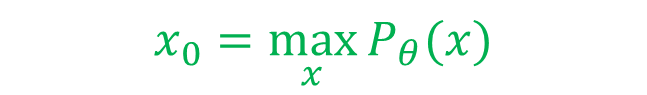 x₀ = max P_θ(x)
x